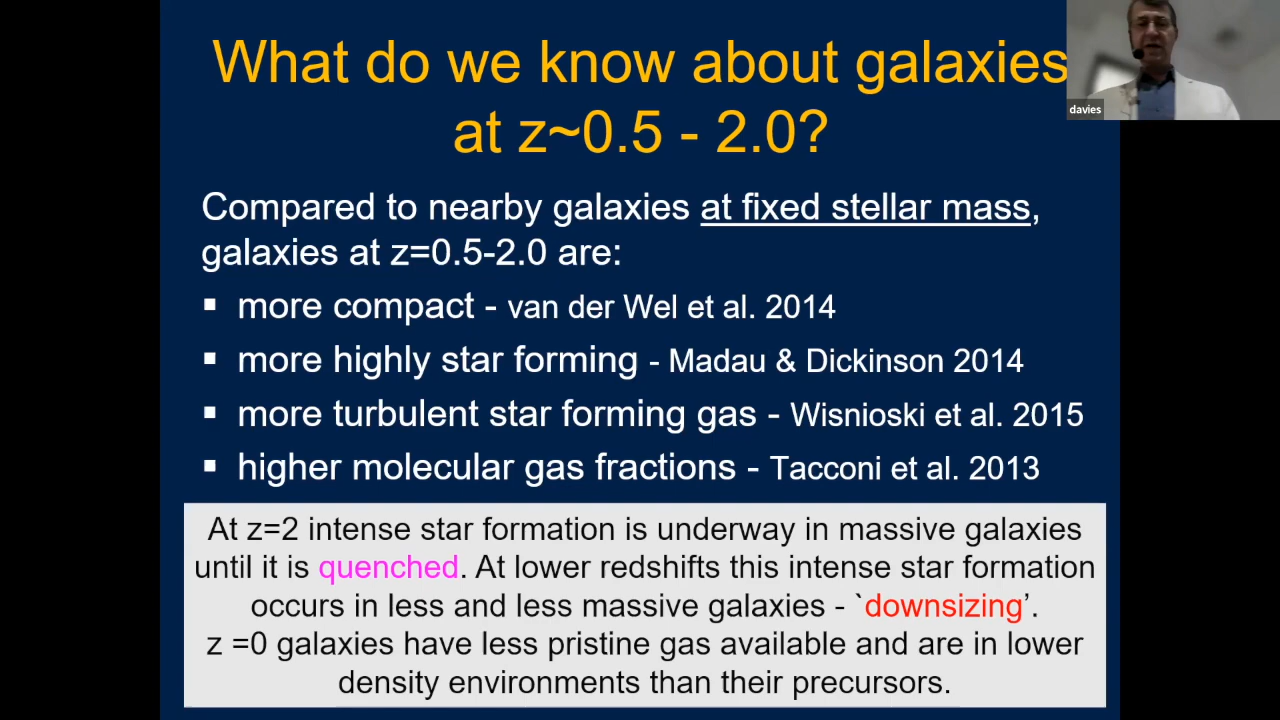 What do we know about galaxies
at z~0.5 - 2.0?
davies
Compared to nearby galaxies at fixed stellar mass,
galaxies at z=0.5-2.0 are:
▪ more compact - van der Wel et al. 2014
▪ more highly star forming - Madau & Dickinson 2014
▪ more turbulent star forming gas - Wisnioski et al. 2015
▪ higher molecular gas fractions - Tacconi et al. 2013
At z=2 intense star formation is underway in massive galaxies
until it is quenched. At lower redshifts this intense star formation
occurs in less and less massive galaxies - `downsizing’.
z =0 galaxies have less pristine gas available and are in lower
density environments than their precursors.